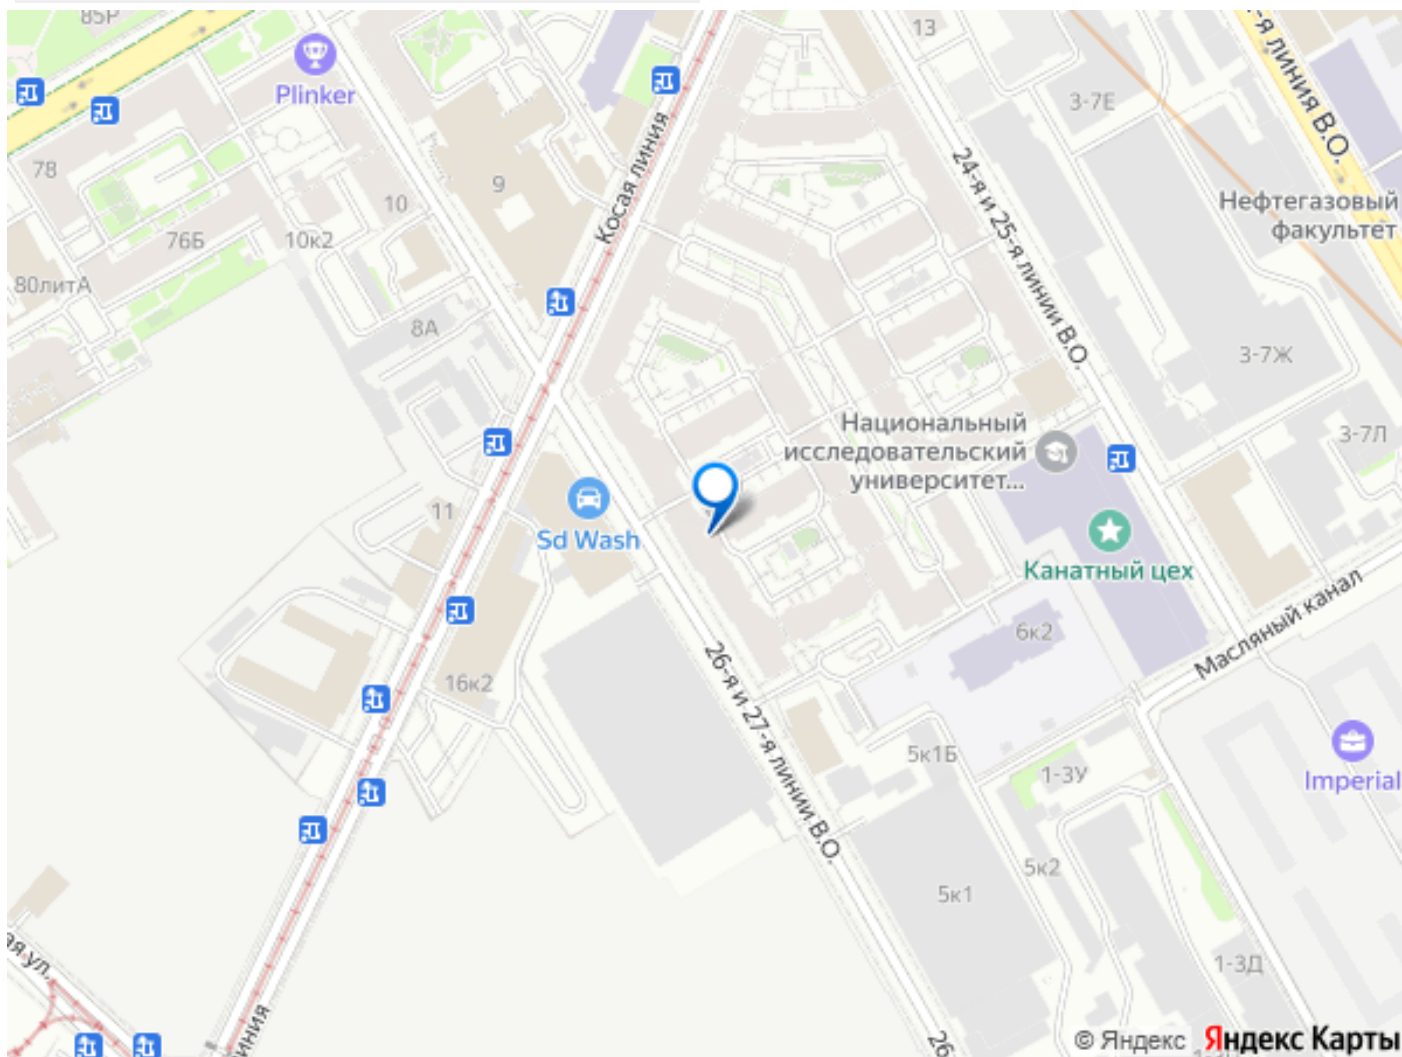 85Р
13
-я линия В.О.
Plinker
3-7Е
78
Косая линия
24-я и 25-я линии В.О.
9
10
Нефтегазовый
факультет
76Б
10к2
80литА
8А
3-7Ж
Национальный
исследовательский
университет...
3-7Л
11
Sd Wash
Канатный цех
Масляный канал
6к2
26-я и 27-я линии В.О.
16к2
5к1Б
1-3У
Imperial
5к2
5к1
ая ул.
1-3Д
иния
26
© Яндекс Яндекс Карты